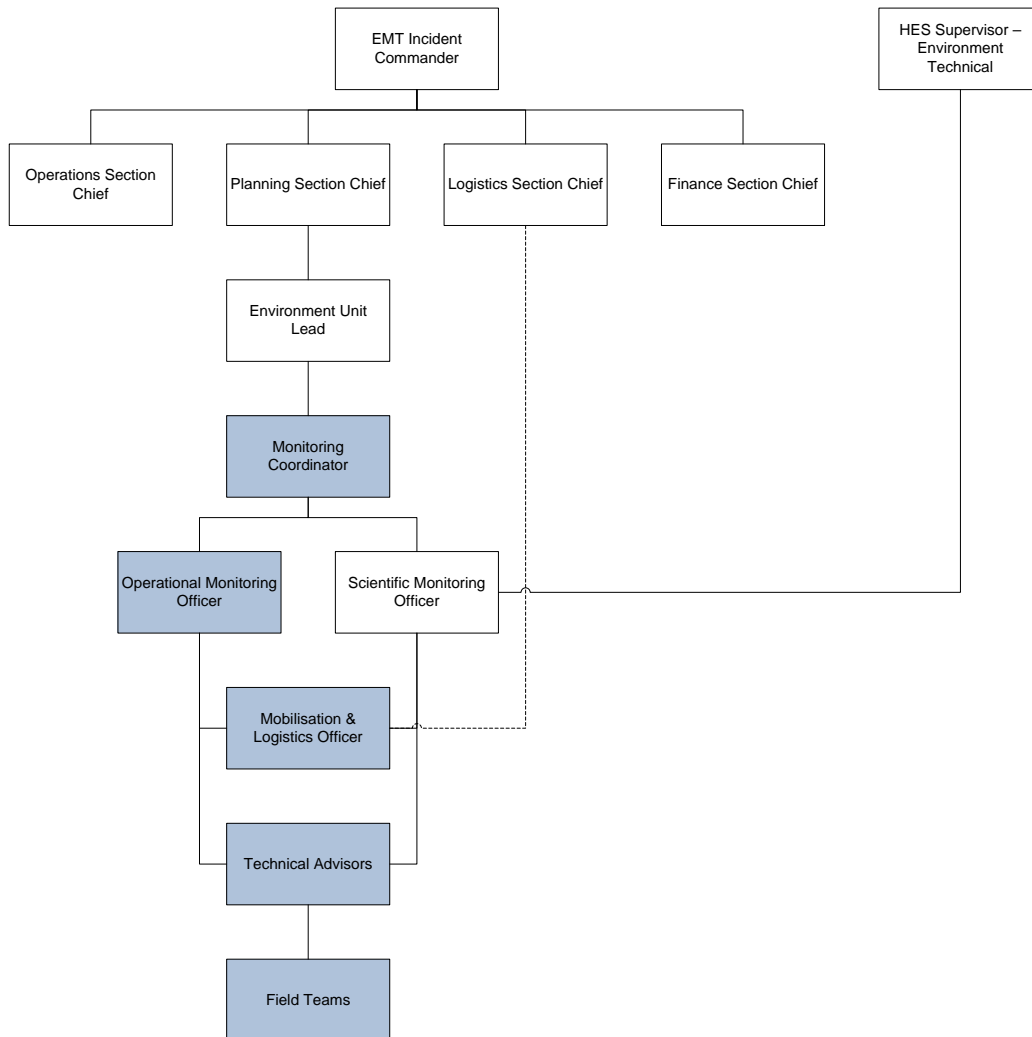 EMT Incident
Commander
HES Supervisor –
Environment
Technical
Operations Section
Chief
Planning Section Chief
Logistics Section Chief
Finance Section Chief
Environment Unit
Lead
Monitoring
Coordinator
Operational Monitoring
Officer
Scientific Monitoring
Officer
Mobilisation &
Logistics Officer
Technical Advisors
Field Teams